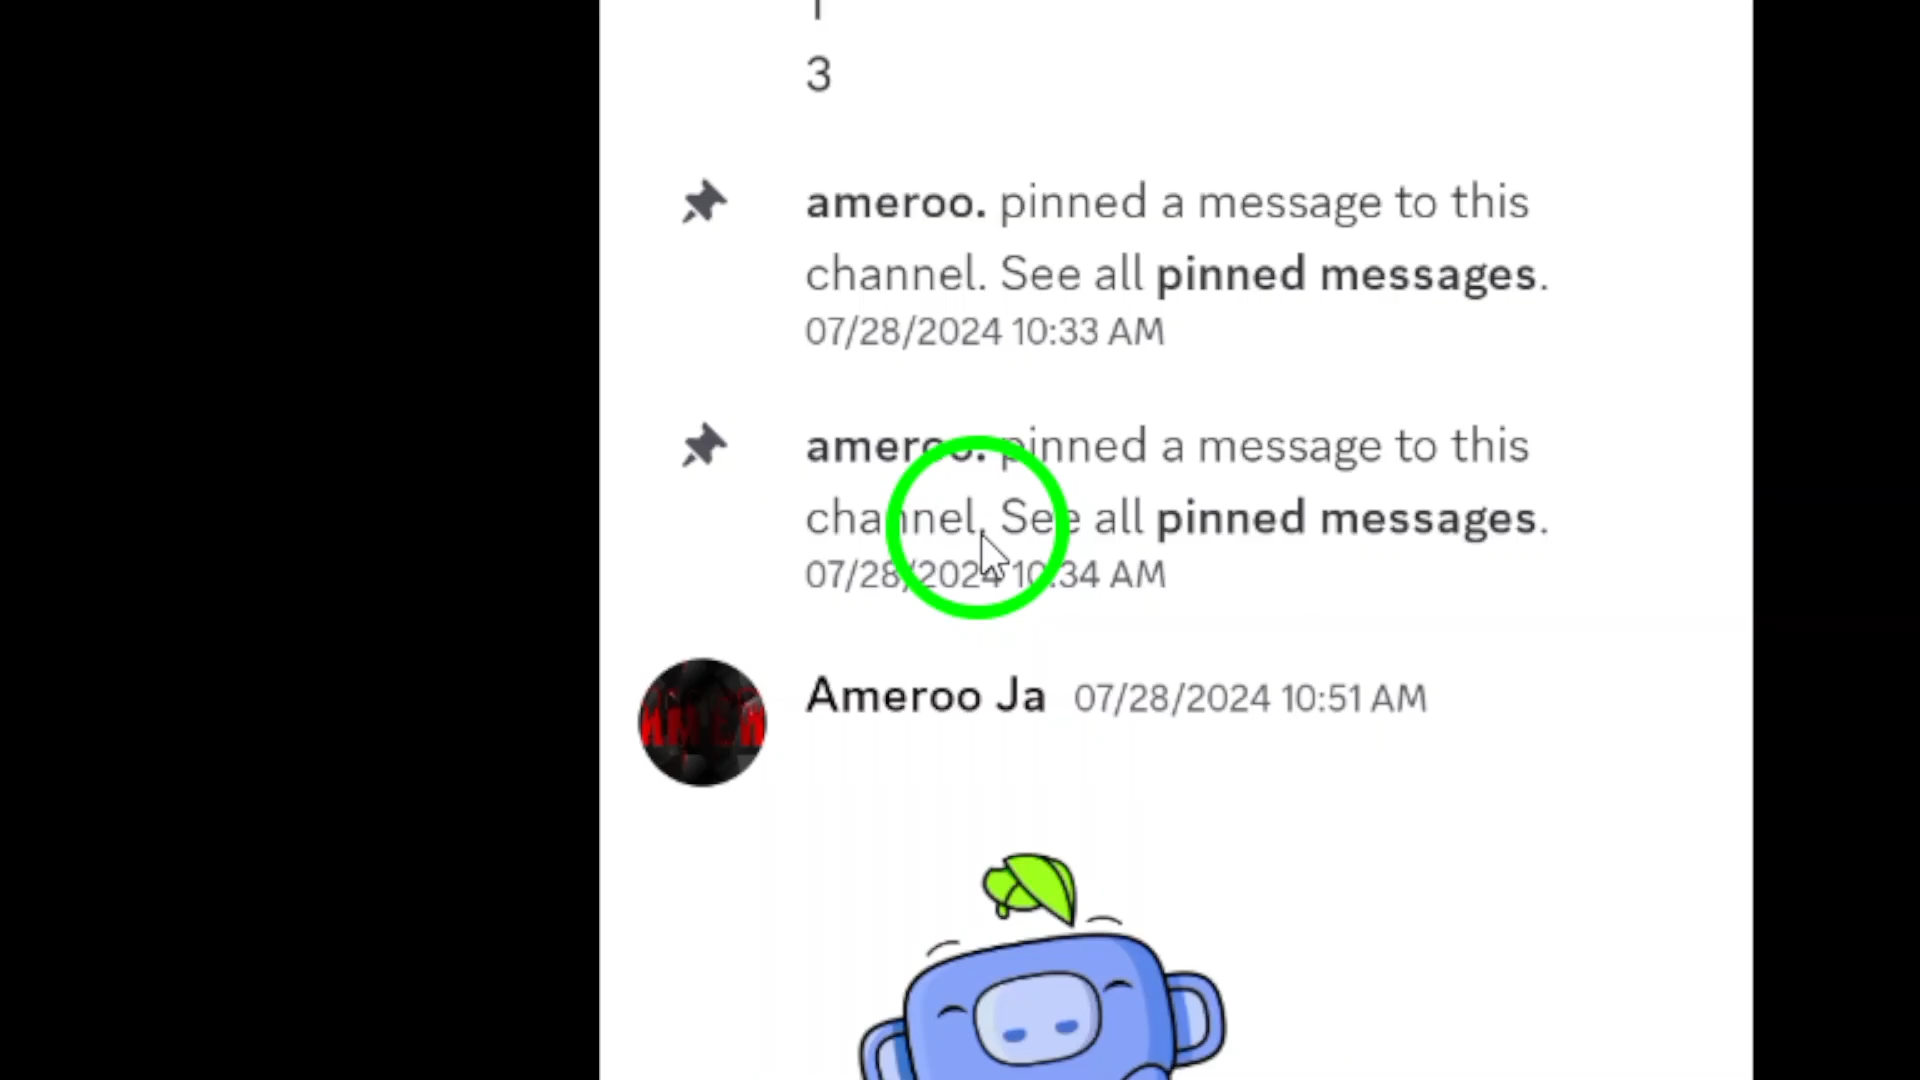 3
ameroo. pinned a message to this
channel. See all pinned messages.
07/28/2024 10:33 AM
ameroo. pinned a message to this
channel. See all pinned messages.
07/28/2024 10:34 AM
Ameroo Ja 07/28/2024 10:51 AM